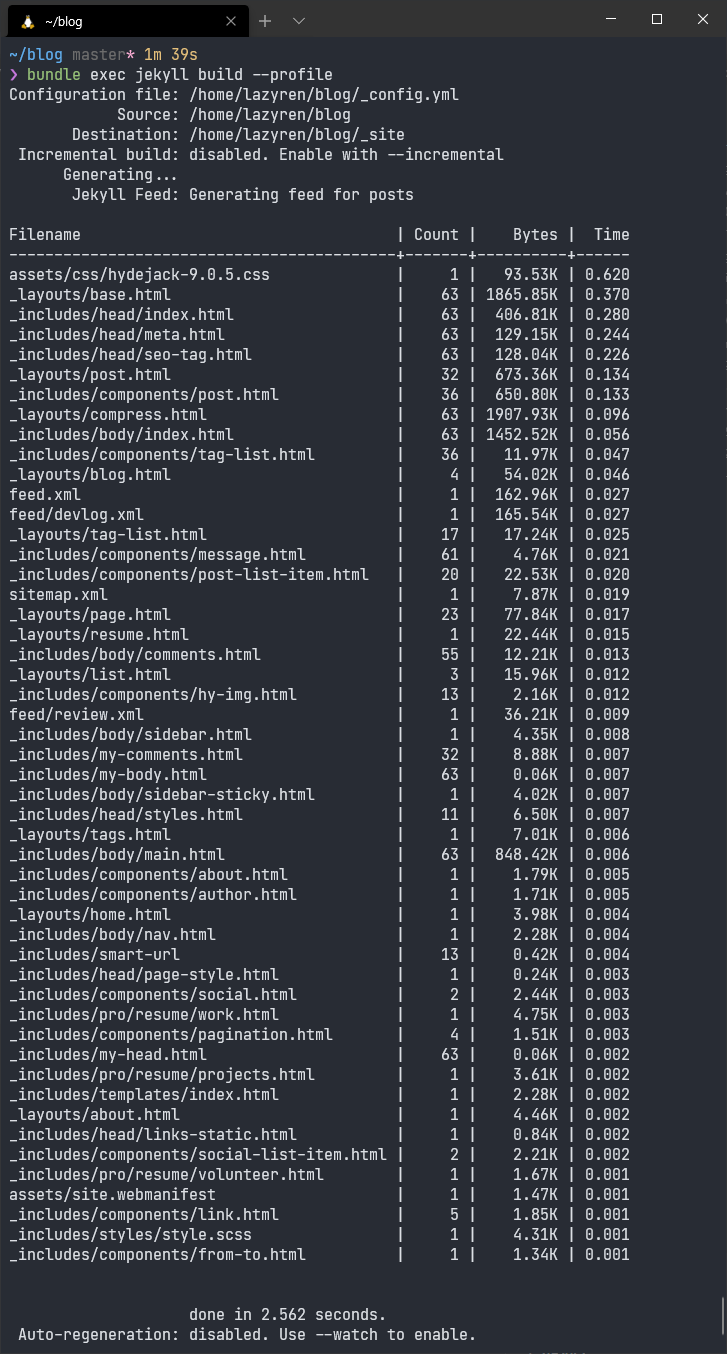 ~/blog
~/blog master* 1m 39s
❯ bundle exec jekyll build --profile
Configuration file: /home/lazyren/blog/_config.yml
            Source: /home/lazyren/blog
       Destination: /home/lazyren/blog/_site
 Incremental build: disabled. Enable with --incremental
      Generating...
       Jekyll Feed: Generating feed for posts
Filename                                   | Count |    Bytes |  Time
-------------------------------------------+-------+----------+------
assets/css/hydejack-9.0.5.css              |     1 |   93.53K | 0.620
_layouts/base.html                         |    63 | 1865.85K | 0.370
_includes/head/index.html                  |    63 |  406.81K | 0.280
_includes/head/meta.html                   |    63 |  129.15K | 0.244
_includes/head/seo-tag.html                |    63 |  128.04K | 0.226
_layouts/post.html                         |    32 |  673.36K | 0.134
_includes/components/post.html             |    36 |  650.80K | 0.133
_layouts/compress.html                     |    63 | 1907.93K | 0.096
_includes/body/index.html                  |    63 | 1452.52K | 0.056
_includes/components/tag-list.html         |    36 |   11.97K | 0.047
_layouts/blog.html                         |     4 |   54.02K | 0.046
feed.xml                                   |     1 |  162.96K | 0.027
feed/devlog.xml                            |     1 |  165.54K | 0.027
_layouts/tag-list.html                     |    17 |   17.24K | 0.025
_includes/components/message.html          |    61 |    4.76K | 0.021
_includes/components/post-list-item.html   |    20 |   22.53K | 0.020
sitemap.xml                                |     1 |    7.87K | 0.019
_layouts/page.html                         |    23 |   77.84K | 0.017
_layouts/resume.html                       |     1 |   22.44K | 0.015
_includes/body/comments.html               |    55 |   12.21K | 0.013
_layouts/list.html                         |     3 |   15.96K | 0.012
_includes/components/hy-img.html           |    13 |    2.16K | 0.012
feed/review.xml                            |     1 |   36.21K | 0.009
_includes/body/sidebar.html                |     1 |    4.35K | 0.008
_includes/my-comments.html                 |    32 |    8.88K | 0.007
_includes/my-body.html                     |    63 |    0.06K | 0.007
_includes/body/sidebar-sticky.html         |     1 |    4.02K | 0.007
_includes/head/styles.html                 |    11 |    6.50K | 0.007
_layouts/tags.html                         |     1 |    7.01K | 0.006
_includes/body/main.html                   |    63 |  848.42K | 0.006
_includes/components/about.html            |     1 |    1.79K | 0.005
_includes/components/author.html           |     1 |    1.71K | 0.005
_layouts/home.html                         |     1 |    3.98K | 0.004
_includes/body/nav.html                    |     1 |    2.28K | 0.004
_includes/smart-url                        |    13 |    0.42K | 0.004
_includes/head/page-style.html             |     1 |    0.24K | 0.003
_includes/components/social.html           |     2 |    2.44K | 0.003
_includes/pro/resume/work.html             |     1 |    4.75K | 0.003
_includes/components/pagination.html       |     4 |    1.51K | 0.003
_includes/my-head.html                     |    63 |    0.06K | 0.002
_includes/pro/resume/projects.html         |     1 |    3.61K | 0.002
_includes/templates/index.html             |     1 |    2.28K | 0.002
_layouts/about.html                        |     1 |    4.46K | 0.002
_includes/head/links-static.html           |     1 |    0.84K | 0.002
_includes/components/social-list-item.html |     2 |    2.21K | 0.002
_includes/pro/resume/volunteer.html        |     1 |    1.67K | 0.001
assets/site.webmanifest                    |     1 |    1.47K | 0.001
_includes/components/link.html             |     5 |    1.85K | 0.001
_includes/styles/style.scss                |     1 |    4.31K | 0.001
_includes/components/from-to.html          |     1 |    1.34K | 0.001
                    done in 2.562 seconds.
 Auto-regeneration: disabled. Use --watch to enable.